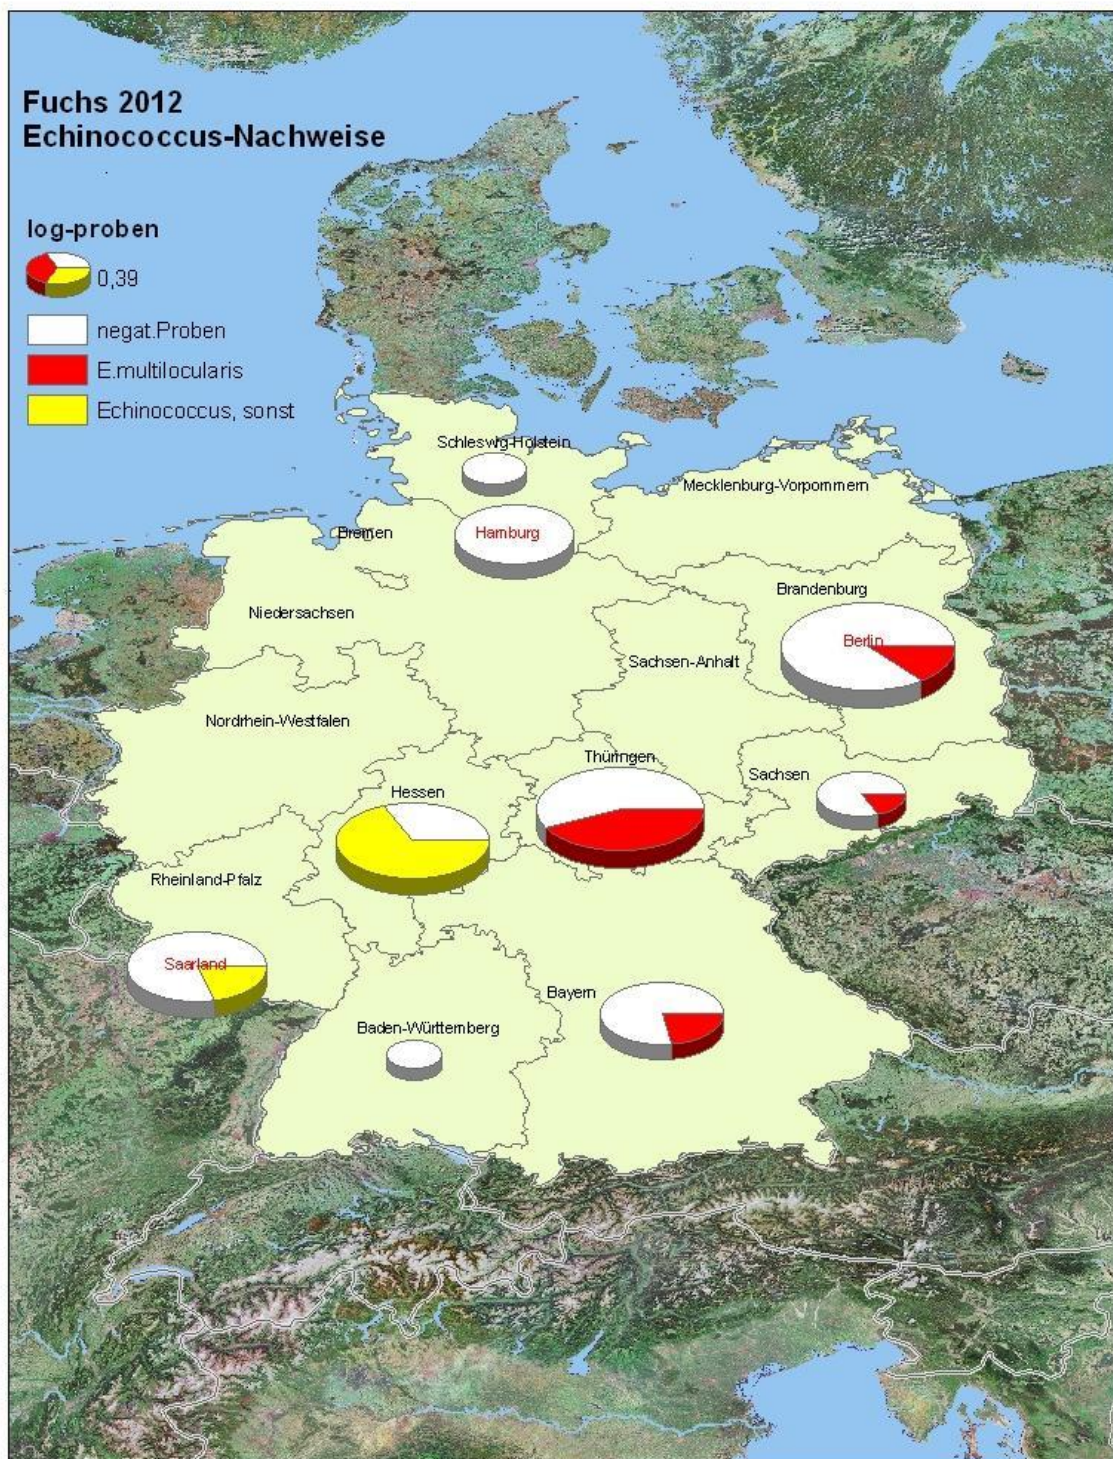 Fuchs 2012
Echinococcus-Nachweise
log-proben
0,39
negat.Proben
E.multilocularis
Echinococcus, sonst
Schleswig-Holstein
Mecklenburg-Vorpommern
Bremen
Hamburg
Brandenburg
Niedersachsen
Berlin
Sachsen-Anhalt
Nordrhein-Westfalen
Thüringen
Sachsen
Hessen
Rheinland-Pfalz
Saarland
Bayern
Baden-Württemberg